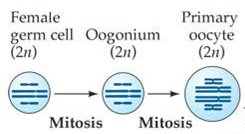 Female
germ cell
(2n)
Oogonium
(2n)
Primary
oocyte
(2n)
Mitosis
Mitosis